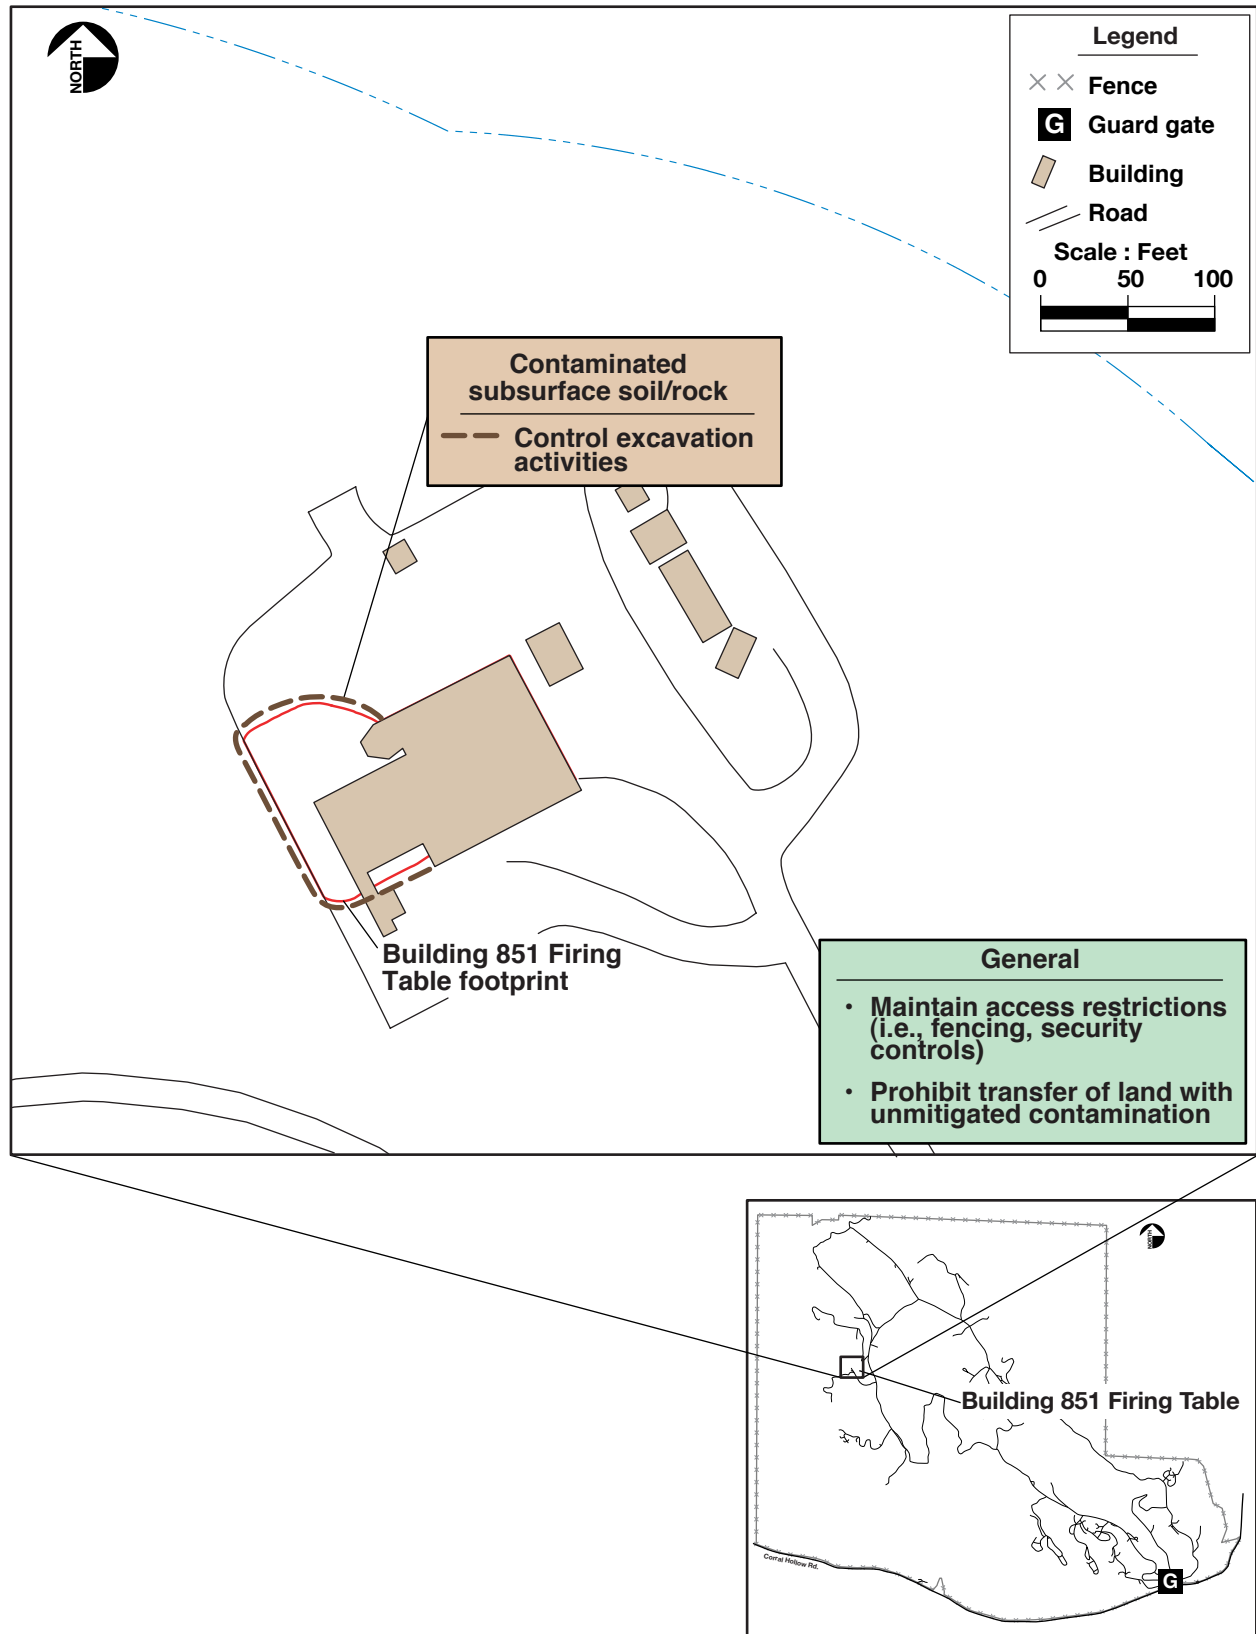 NORTH
Legend
Fence
G Guard gate
Building
Road
Scale : Feet
0 50 100
Contaminated
subsurface soil/rock
Control excavation
activities
Building 851 Firing
Table footprint
General
• Maintain access restrictions
(i.e., fencing, security
controls)
• Prohibit transfer of land with
unmitigated contamination
NORTH
Building 851 Firing Table
Corral Hollow Rd.
G